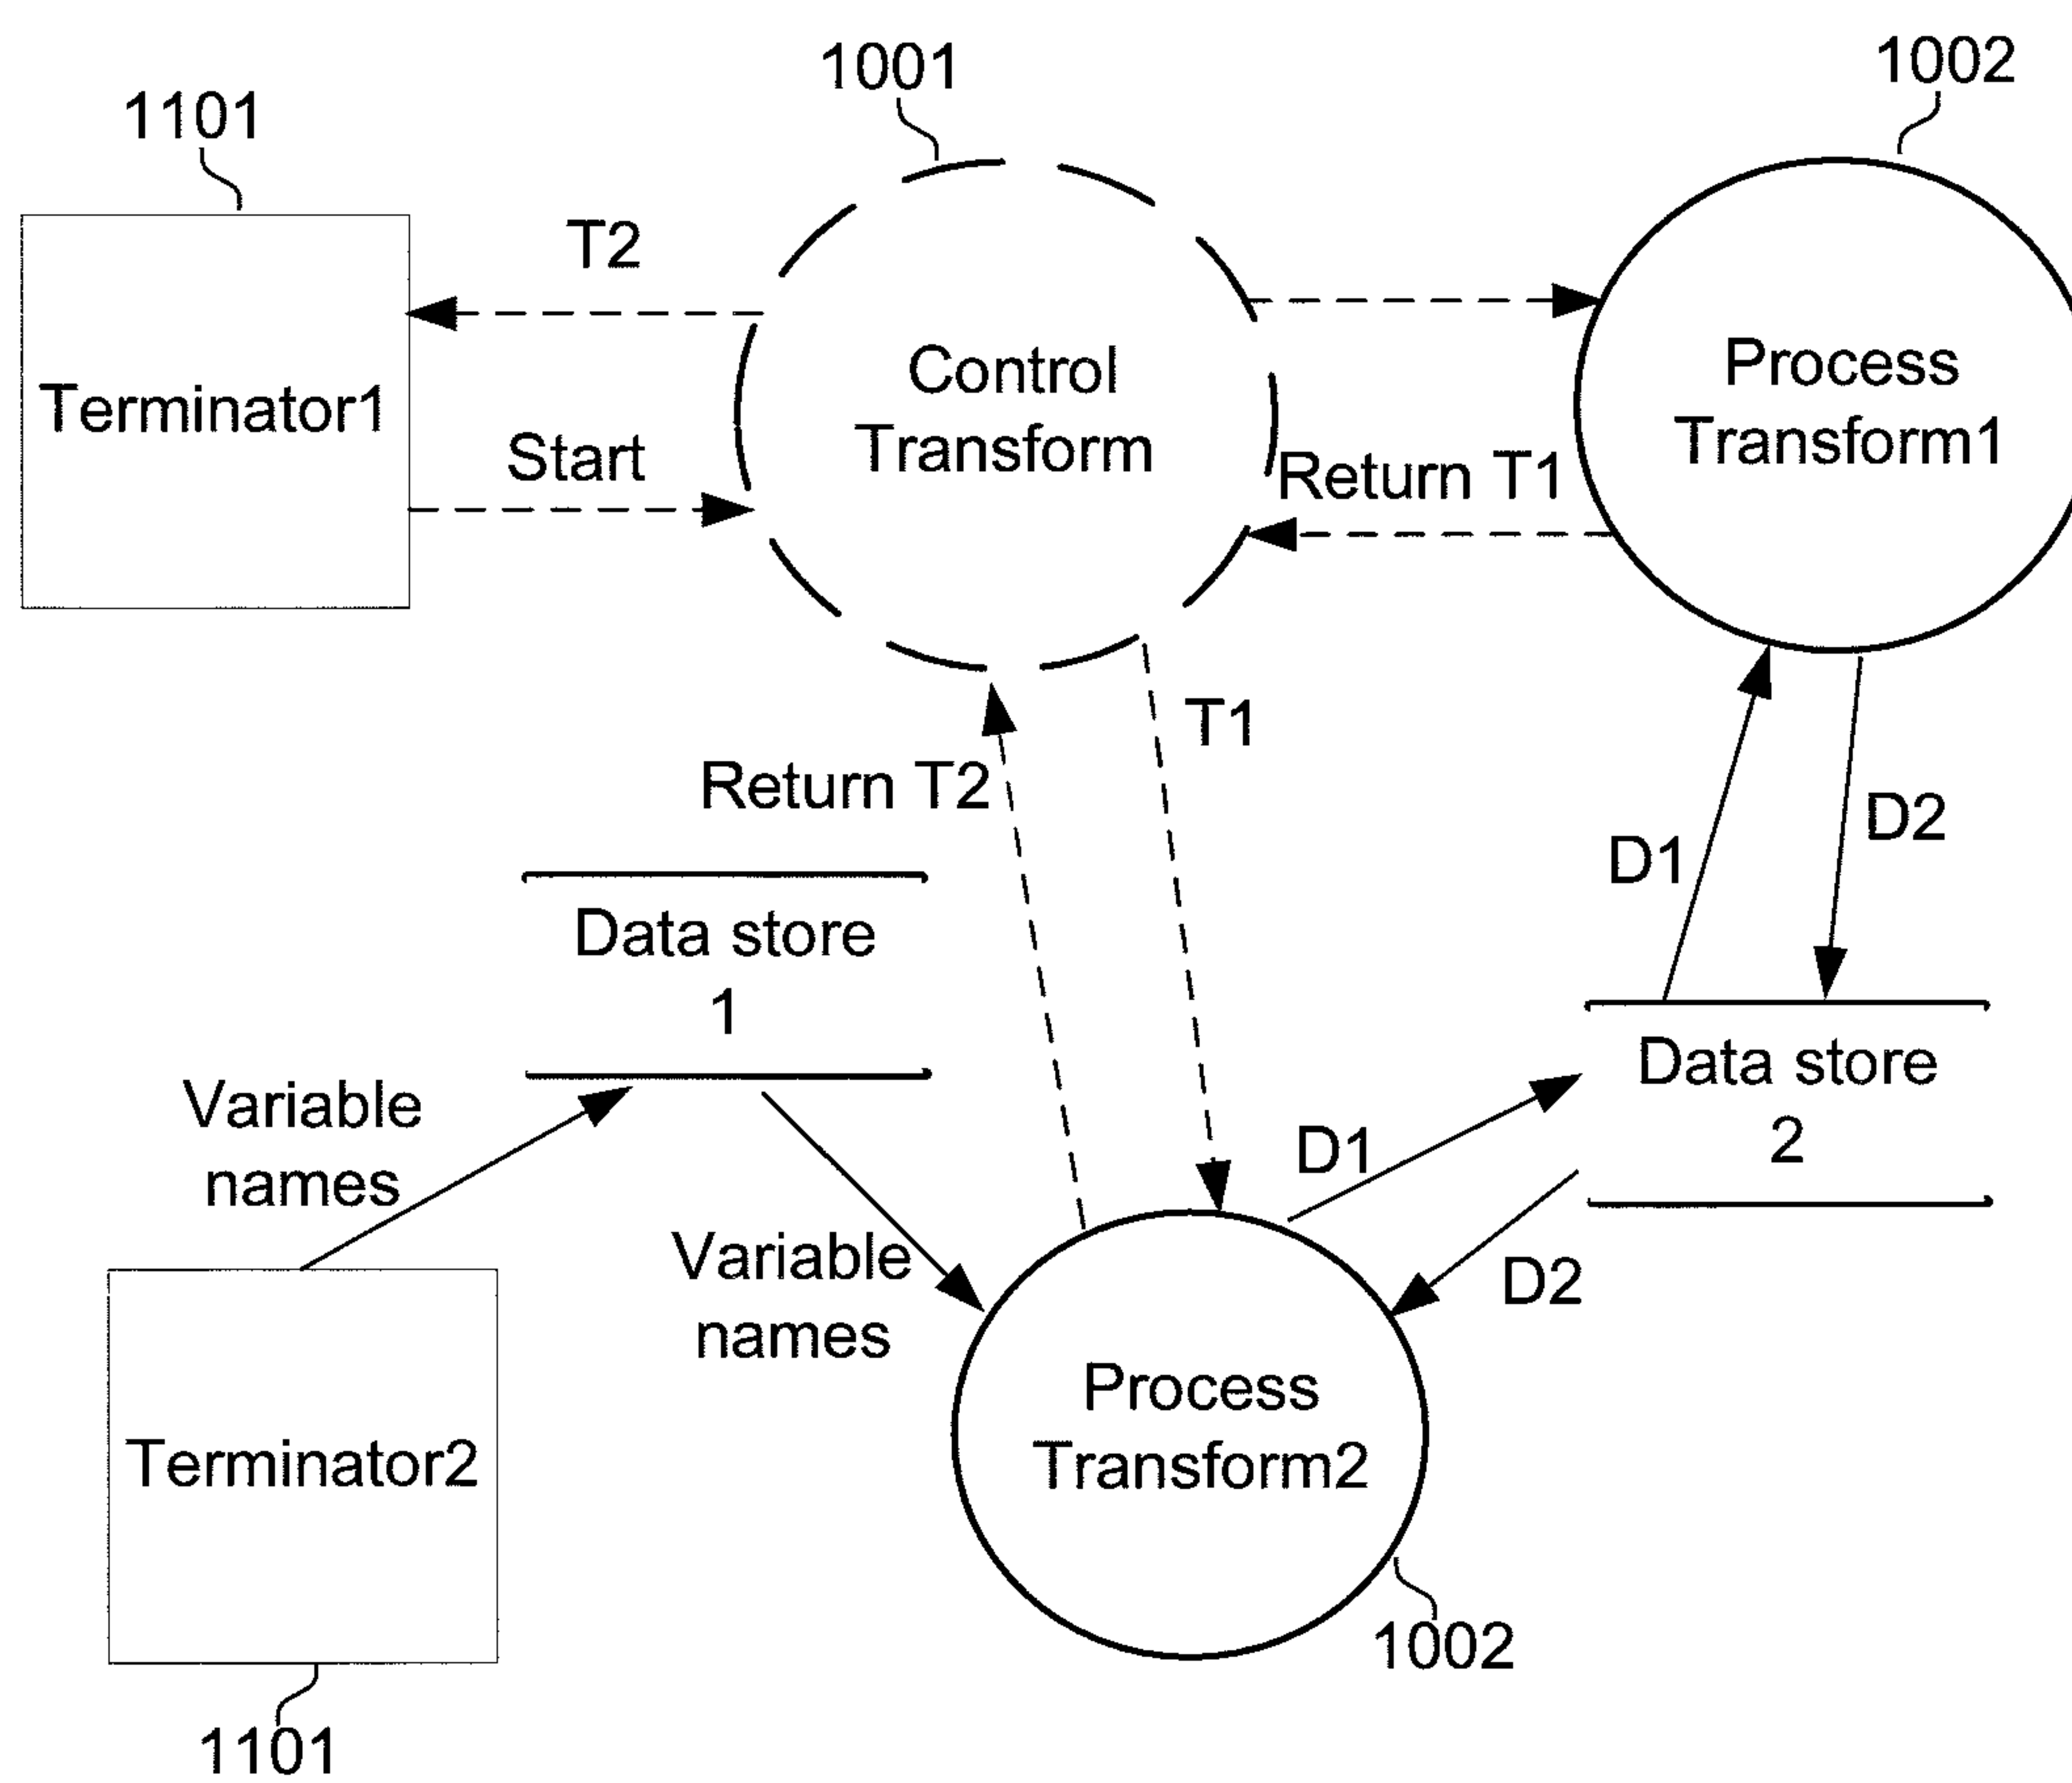 1001
1002
1101
T2
Control
Transform
Process
Transform1
Terminator1
Start
Return T1
T1
Return T2
D2
D1
Data store
1
Data store
2
Variable
names
D1
Variable
names
D2
Process
Transform2
Terminator2
1002
1101